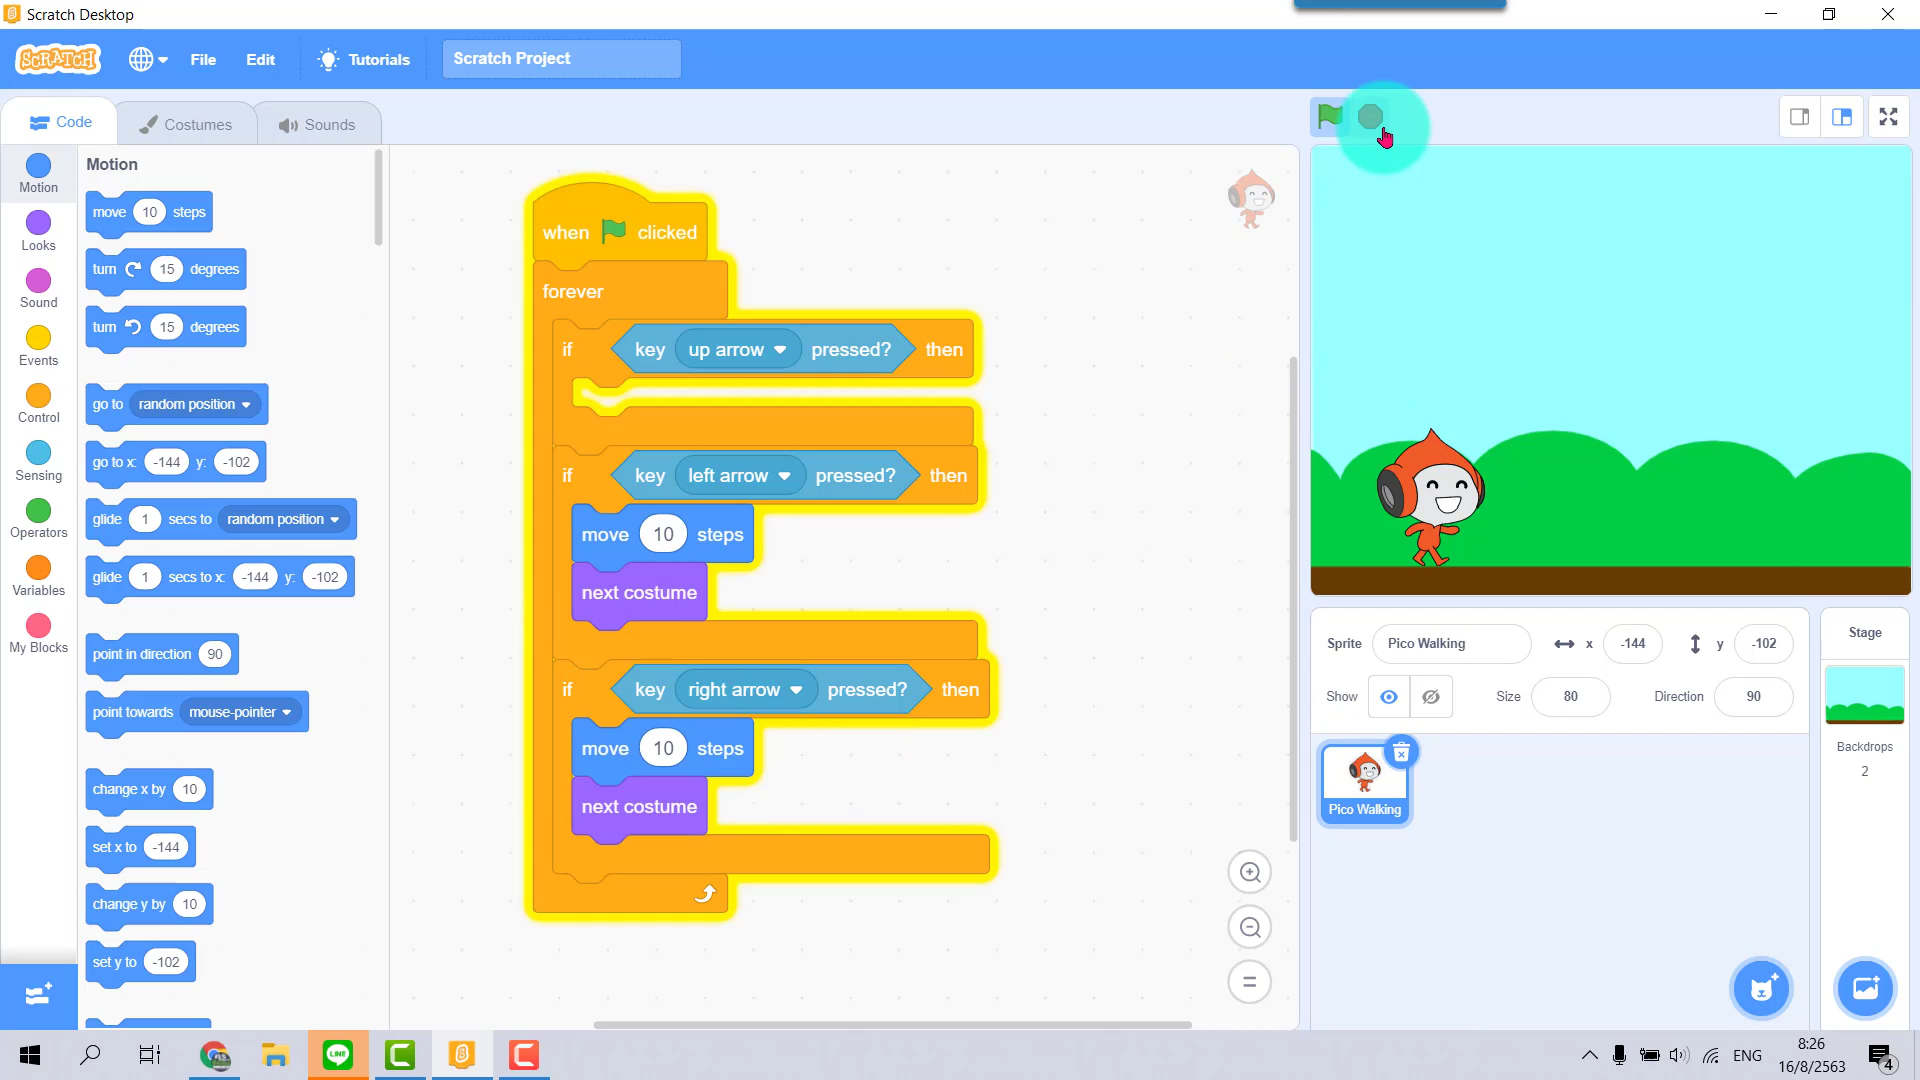 Scratch Desktop
SCRATCH
File
Edit
Tutorials
Scratch Project
Code
Costumes
Sounds
Motion
Looks
Sound
Events
Control
Sensing
Operators
Variables
My Blocks
Motion
move 10 steps
turn 15 degrees
turn 15 degrees
go to random position
go to x: -144 y: -102
glide 1 secs to random position
glide 1 secs to x: -144 y: -102
point in direction 90
point towards mouse-pointer
change x by 10
set x to -144
change y by 10
set y to -102
when clicked
forever
if key up arrow pressed? then
if key left arrow pressed? then
move 10 steps
next costume
if key right arrow pressed? then
move 10 steps
next costume
Sprite Pico Walking x -144 y -102
Show Size 80 Direction 90
Pico Walking
Stage
Backdrops
2
LINE
ENG
8:26
16/8/2563
4